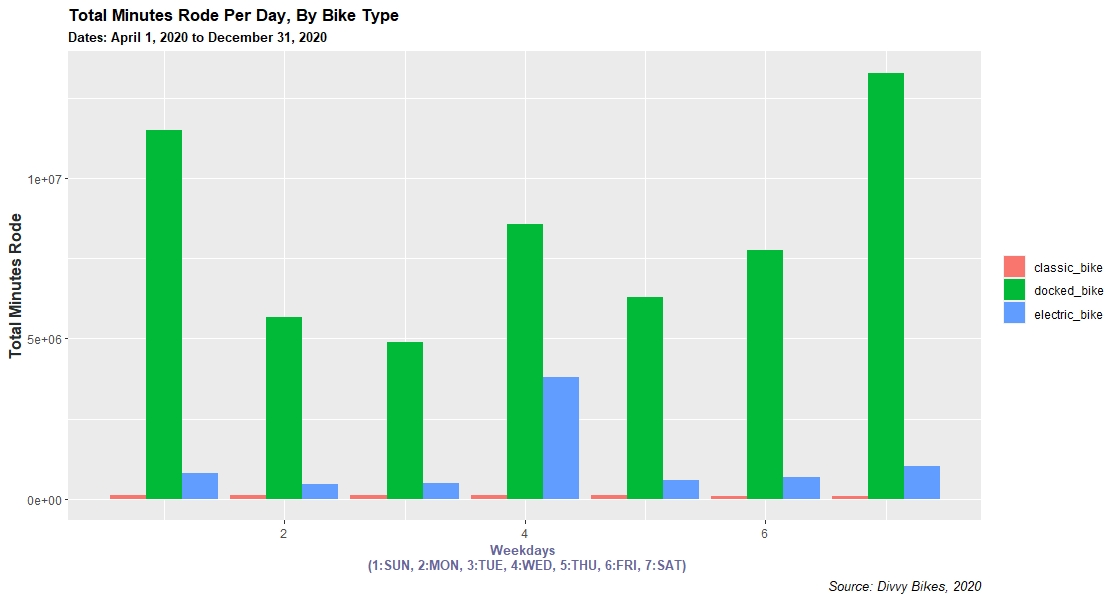 Total Minutes Rode Per Day, By Bike Type
Dates: April 1, 2020 to December 31, 2020
Total Minutes Rode
1e+07
5e+06
0e+00
2
4
6
Weekdays
(1:SUN, 2:MON, 3:TUE, 4:WED, 5:THU, 6:FRI, 7:SAT)
classic_bike
docked_bike
electric_bike
Source: Divvy Bikes, 2020